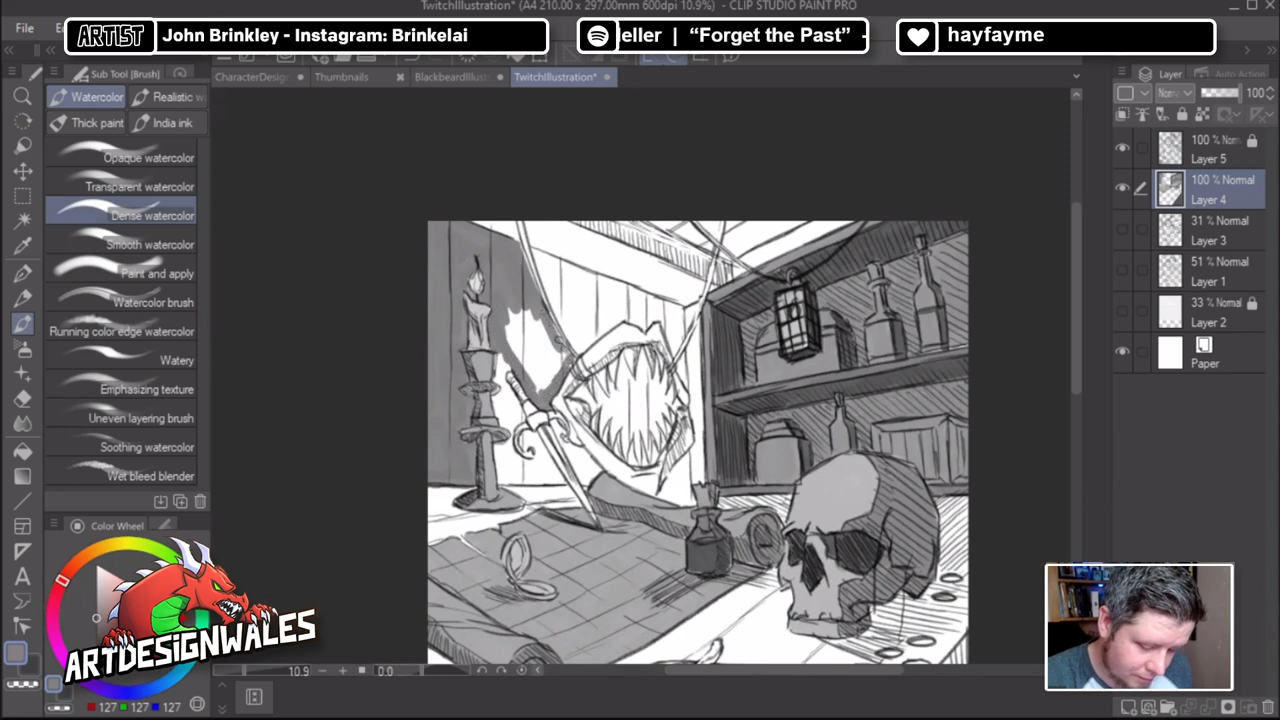 TwitchIllustration* (A4 210.00 x 297.00mm 600dpi 10.9%) - CLIP STUDIO PAINT PRO
File
ARTIST
John Brinkley - Instagram: Brinkelai
eller | “Forget the Past” -
hayfayme
Sub Tool [Brush]
CharacterDesign
Thumbnails
BlackbeardIllust
TwitchIllustration*
Layer
Auto Action
Watercolor
Realistic w
Thick paint
India ink
Norm
100
Opaque watercolor
Transparent watercolor
Dense watercolor
Smooth watercolor
Paint and apply
Watercolor brush
Running color edge watercolor
Watery
Emphasizing texture
Uneven layering brush
Soothing watercolor
Wet bleed blender
100 % Normal
Layer 5
100 % Normal
Layer 4
31 % Normal
Layer 3
51 % Normal
Layer 1
33 % Normal
Layer 2
Paper
Color Wheel
ARTDESIGNWALES
10.9
0.0
127
127
127